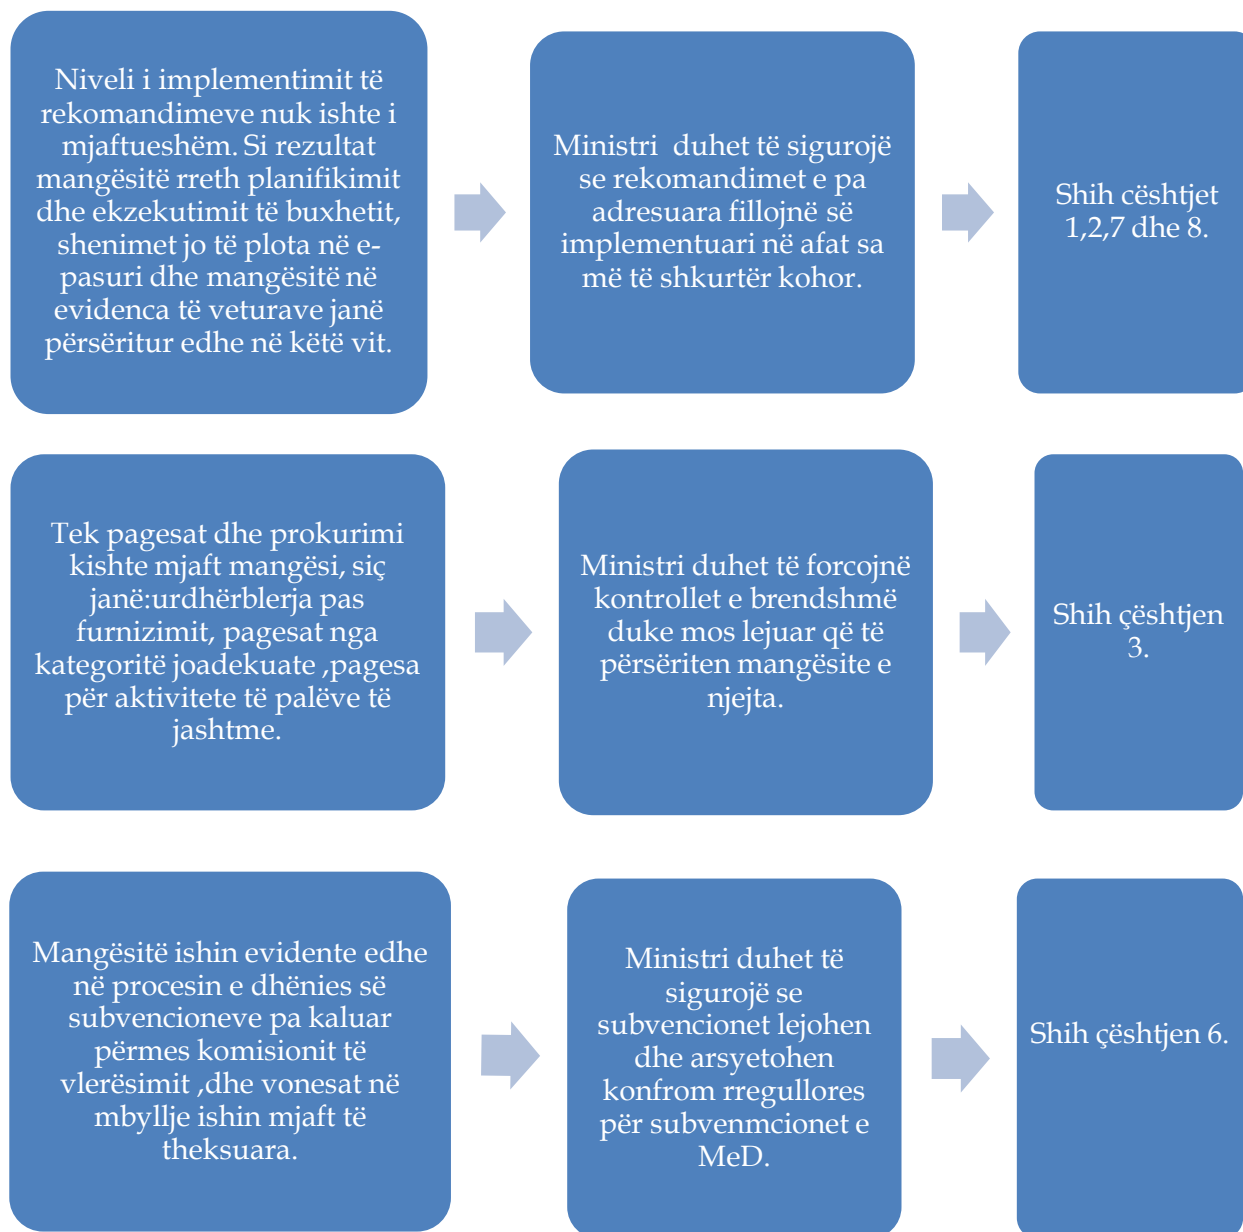 Niveli i implementimit të
rekomandimeve nuk ishte i
mjaftueshëm. Si rezultat
mangësitë rreth planifikimit
dhe ekzekutimit të buxhetit,
shenimet jo të plota në e-
pasuri dhe mangësitë në
evidenca të veturave janë
përsëritur edhe në këtë vit.
Ministri duhet të sigurojë
se rekomandimet e pa
adresuara fillojnë së
implementuari në afat sa
më të shkurtër kohor.
Shih cështjet
1,2,7 dhe 8.
Tek pagesat dhe prokurimi
kishte mjaft mangësi, siç
janë:urdhërblerja pas
furnizimit, pagesat nga
kategoritë joadekuate ,pagesa
për aktivitete të palëve të
jashtme.
Ministri duhet të forcojnë
kontrollet e brendshmë
duke mos lejuar që të
përsëriten mangësite e
njejta.
Shih çështjen
3.
Mangësitë ishin evidente edhe
në procesin e dhënies së
subvencioneve pa kaluar
përmes komisionit të
vlerësimit ,dhe vonesat në
mbyllje ishin mjaft të
theksuara.
Ministri duhet të
sigurojë se
subvencionet lejohen
dhe arsyetohen
konfrom rregullores
për subvenmcionet e
MeD.
Shih çështjen 6.